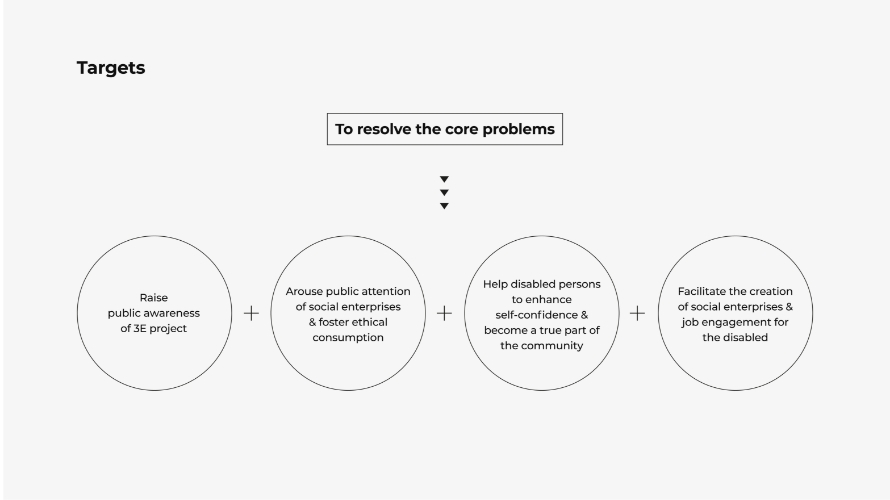 Targets
To resolve the core problems
Raise
public awareness
of 3E project
Arouse public attention
of social enterprises
& foster ethical
consumption
Help disabled persons
to enhance
self-confidence &
become a true part of
the community
Facilitate the creation
of social enterprises &
job engagement for
the disabled